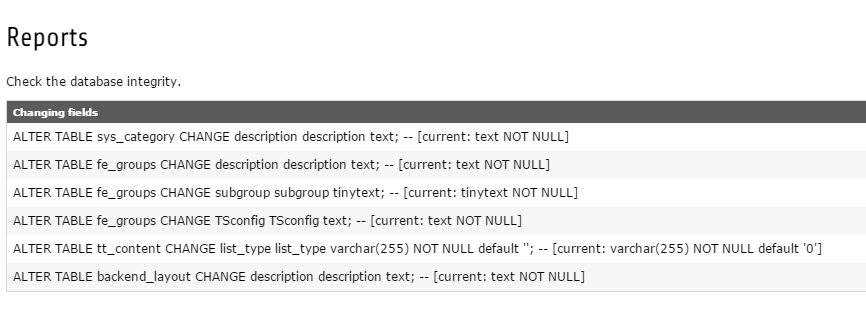 Reports
Check the database integrity.
Changing fields
ALTER TABLE sys_category CHANGE description description text; -- [current: text NOT NULL]
ALTER TABLE fe_groups CHANGE description description text; -- [current: text NOT NULL]
ALTER TABLE fe_groups CHANGE subgroup subgroup tinytext; -- [current: tinytext NOT NULL]
ALTER TABLE fe_groups CHANGE TSconfig TSconfig text; -- [current: text NOT NULL]
ALTER TABLE tt_content CHANGE list_type list_type varchar(255) NOT NULL default ''; -- [current: varchar(255) NOT NULL default '0']
ALTER TABLE backend_layout CHANGE description description text; -- [current: text NOT NULL]